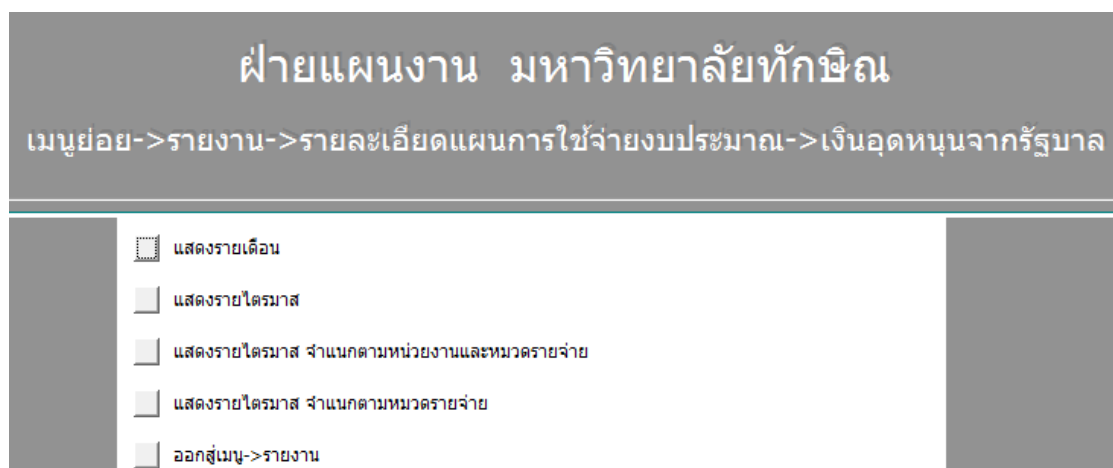 ฝ่ายแผนงาน มหาวิทยาลัยทักษิณ
เมนูย่อย->รายงาน->รายละเอียดแผนการใช้จ่ายงบประมาณ->เงินอุดหนุนจากรัฐบาล
แสดงรายเดือน
แสดงรายไตรมาส
แสดงรายไตรมาส จำแนกตามหน่วยงานและหมวดรายจ่าย
แสดงรายไตรมาส จำแนกตามหมวดรายจ่าย
ออกสู่เมนู->รายงาน